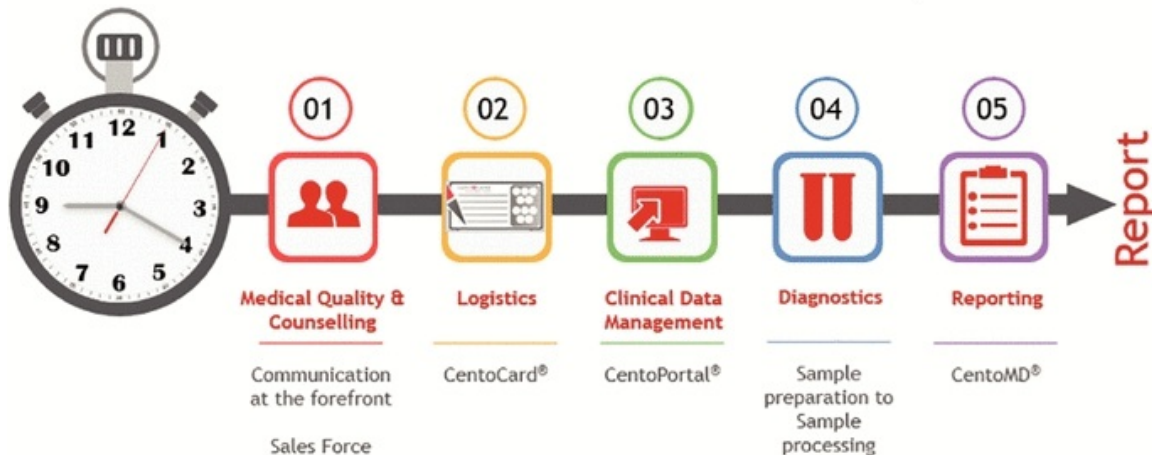 12
1
2
3
4
5
6
7
8
9
10
11
01
02
03
04
05
Medical Quality &
Counselling
Communication
at the forefront
Sales Force
Logistics
CentoCard®
Clinical Data
Management
CentoPortal®
Diagnostics
Sample
preparation to
Sample
processing
Reporting
CentoMD®
Report